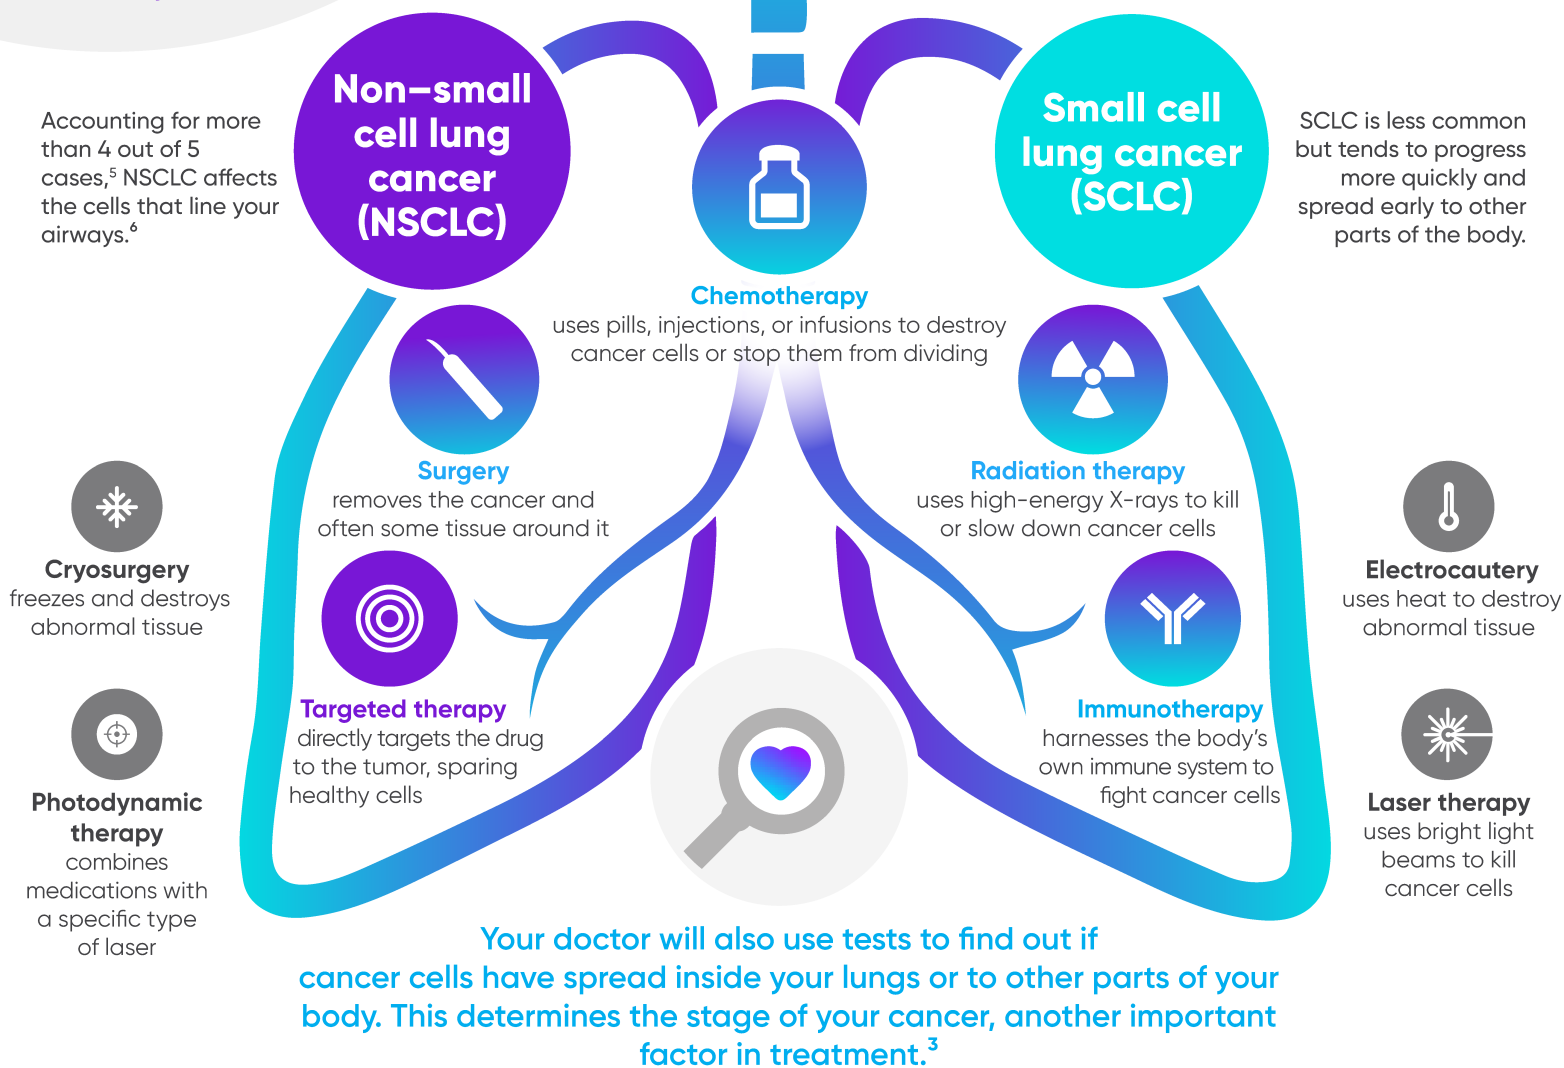 Non–small
cell lung
cancer
(NSCLC)
Accounting for more
than 4 out of 5
cases,⁵ NSCLC affects
the cells that line your
airways.⁶
Small cell
lung cancer
(SCLC)
SCLC is less common
but tends to progress
more quickly and
spread early to other
parts of the body.
Chemotherapy
uses pills, injections, or infusions to destroy
cancer cells or stop them from dividing
Surgery
removes the cancer and
often some tissue around it
Radiation therapy
uses high-energy X-rays to kill
or slow down cancer cells
Cryosurgery
freezes and destroys
abnormal tissue
Electrocautery
uses heat to destroy
abnormal tissue
Targeted therapy
directly targets the drug
to the tumor, sparing
healthy cells
Immunotherapy
harnesses the body's
own immune system to
fight cancer cells
Photodynamic
therapy
combines
medications with
a specific type
of laser
Laser therapy
uses bright light
beams to kill
cancer cells
Your doctor will also use tests to find out if
cancer cells have spread inside your lungs or to other parts of your
body. This determines the stage of your cancer, another important
factor in treatment.³